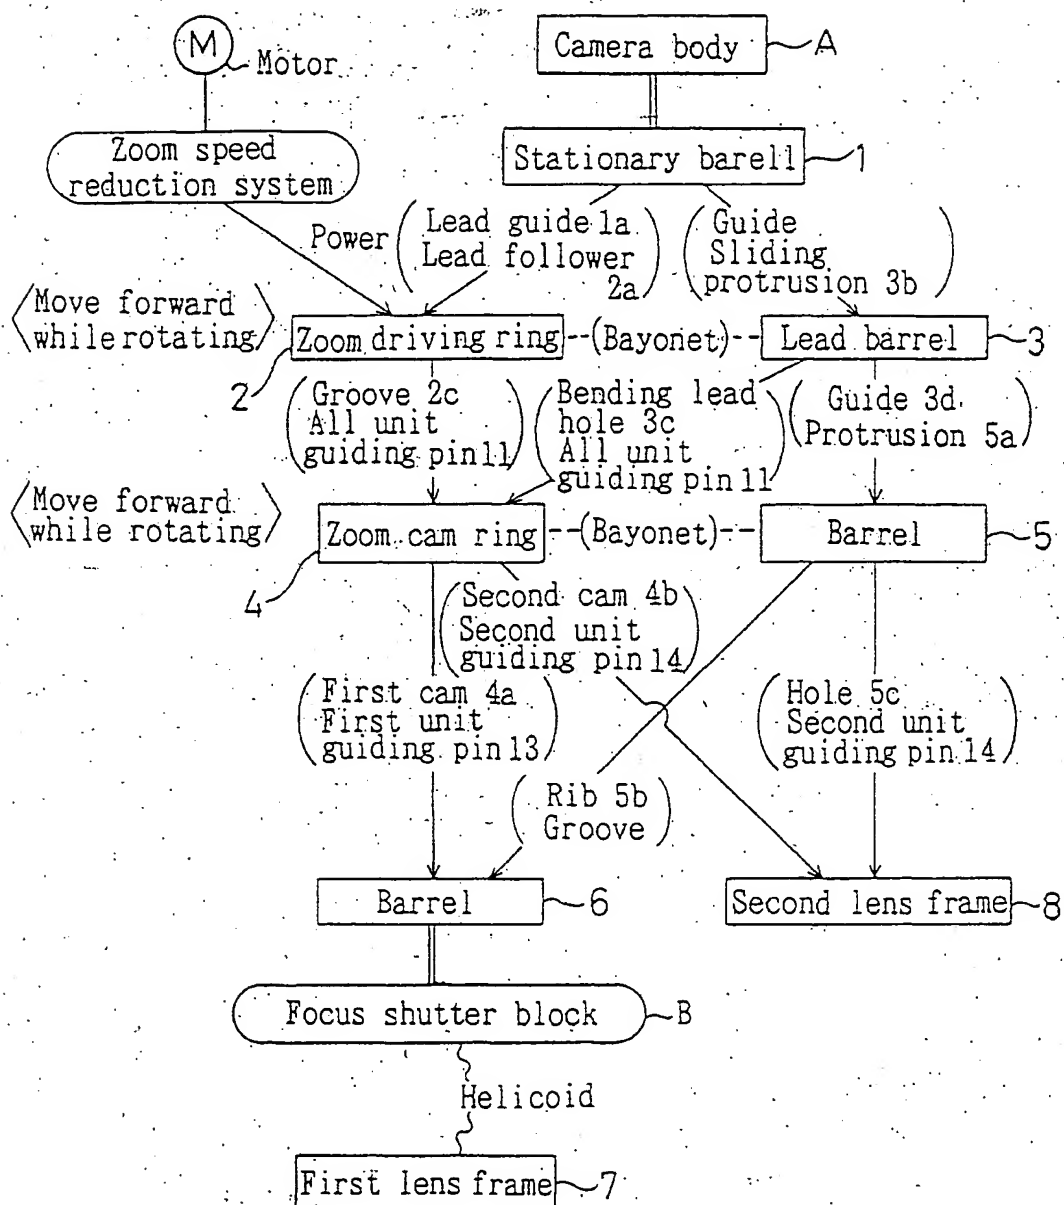 M
Motor
Camera body
A
Zoom speed
reduction system
Stationary barell
1
Power
Lead guide 1a
Lead follower
2a
Guide
Sliding
protrusion 3b
Move forward
while rotating
Zoom driving ring
(Bayonet)
Lead barrel
3
2
Groove 2c
All unit
guiding pin 11
Bending lead
hole 3c
All unit
guiding pin 11
Guide 3d
Protrusion 5a
Move forward
while rotating
Zoom cam ring
(Bayonet)
Barrel
5
4
Second cam 4b
Second unit
guiding pin 14
First cam 4a
First unit
guiding pin 13
Hole 5c
Second unit
guiding pin 14
Rib 5b
Groove
Barrel
6
Second lens frame
8
Focus shutter block
B
Helicoid
First lens frame
7